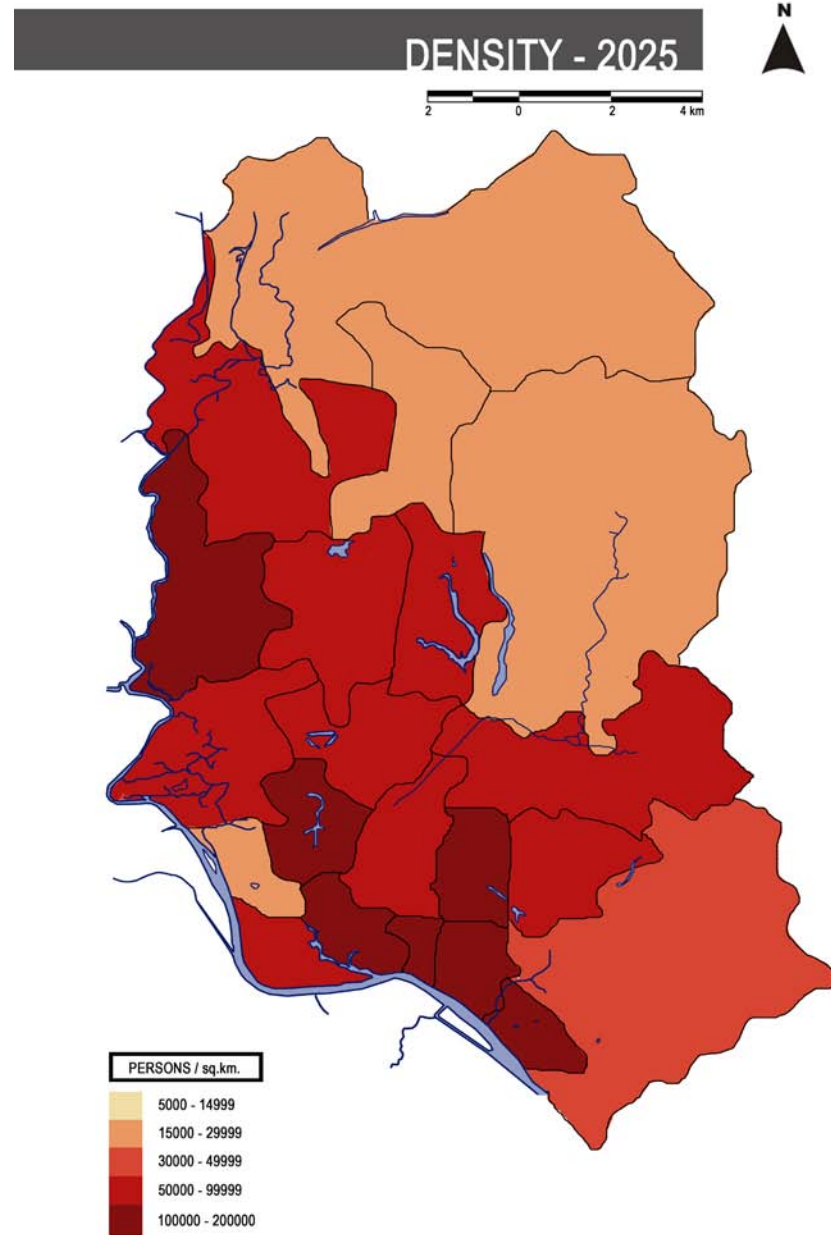 N
DENSITY - 2025
2 0 2 4 km
PERSONS / sq.km.
5000 - 14999
15000 - 29999
30000 - 49999
50000 - 99999
100000 - 200000